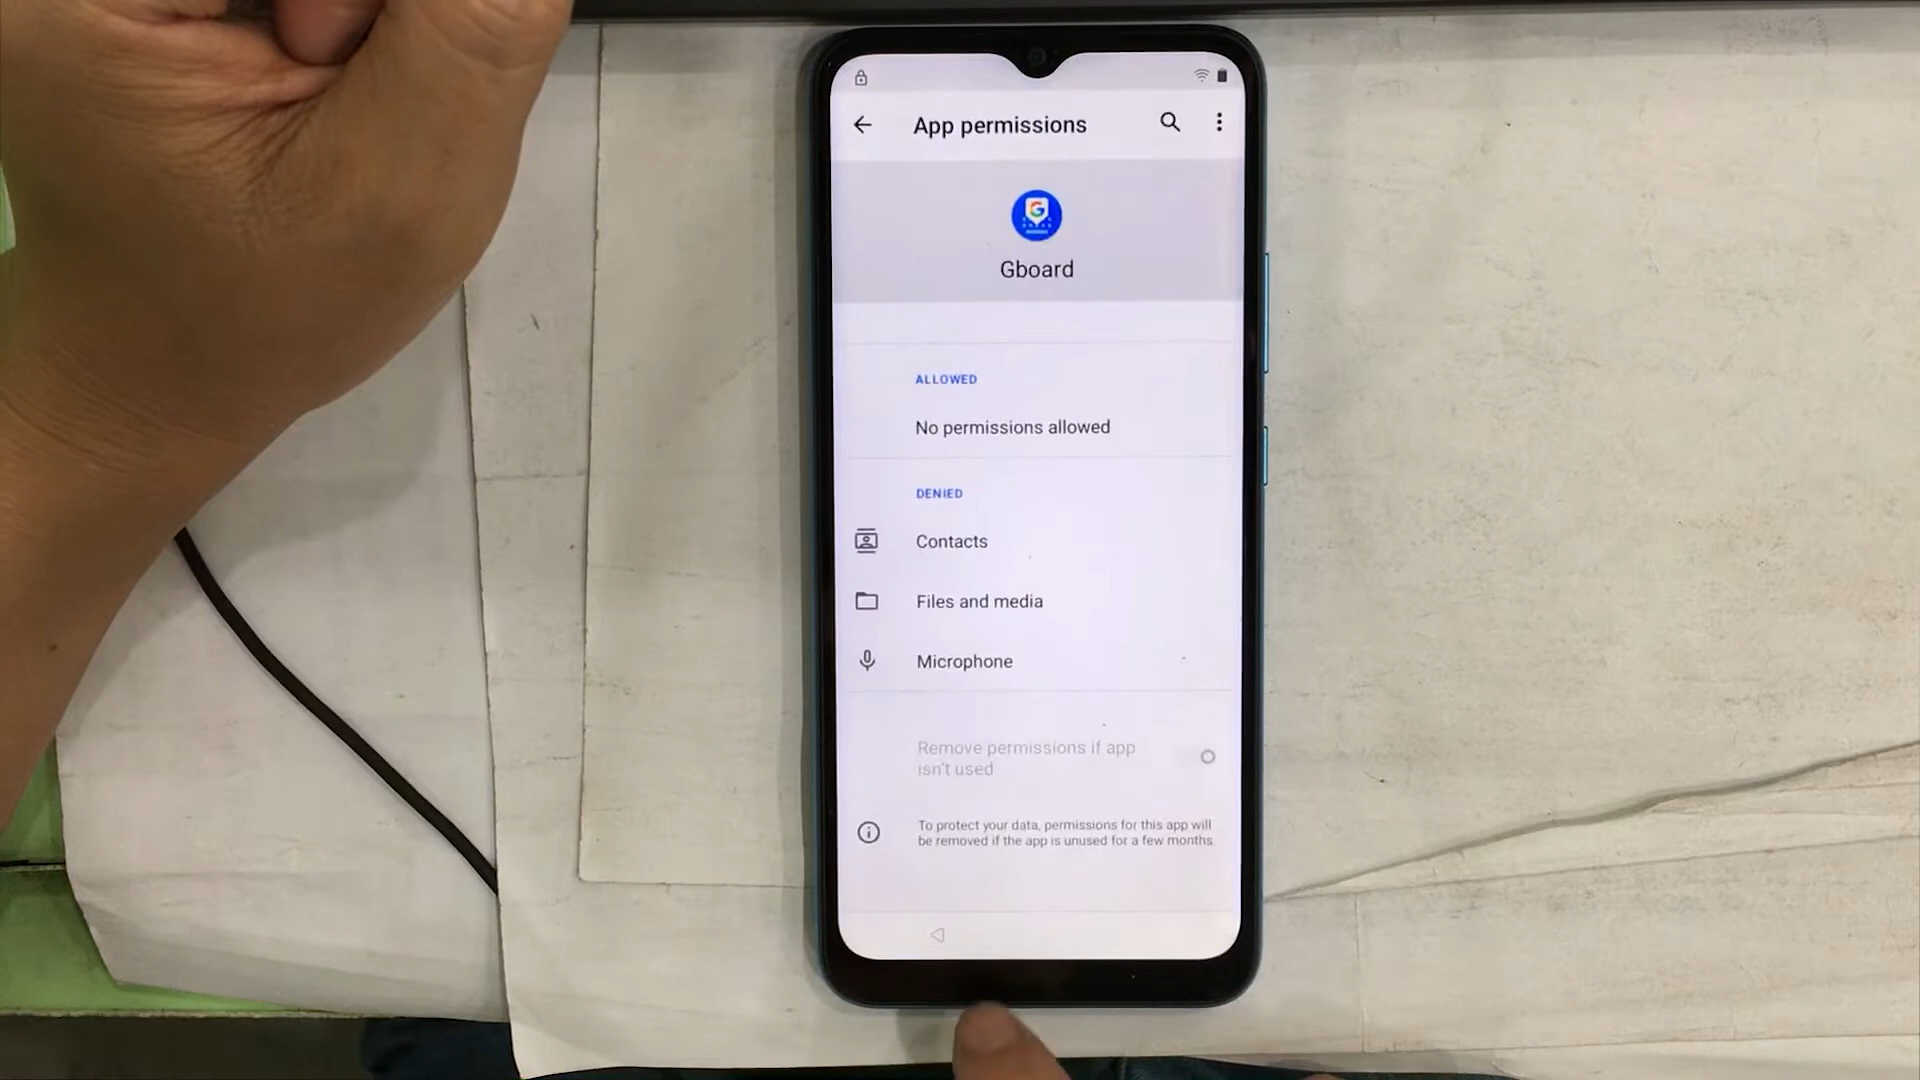 App permissions
G
Gboard
ALLOWED
No permissions allowed
DENIED
Contacts
Files and media
Microphone
Remove permissions if app
isn't used
To protect your data, permissions for this app will
be removed if the app is unused for a few months.